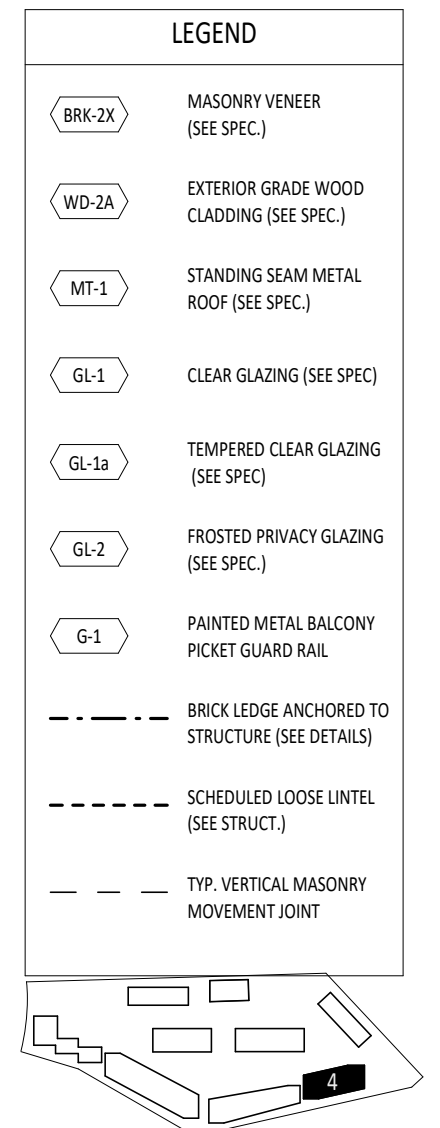 LEGEND
BRK-2X
MASONRY VENEER
(SEE SPEC.)
WD-2A
EXTERIOR GRADE WOOD
CLADDING (SEE SPEC.)
MT-1
STANDING SEAM METAL
ROOF (SEE SPEC.)
GL-1
CLEAR GLAZING (SEE SPEC)
GL-1a
TEMPERED CLEAR GLAZING
(SEE SPEC)
GL-2
FROSTED PRIVACY GLAZING
(SEE SPEC.)
G-1
PAINTED METAL BALCONY
PICKET GUARD RAIL
BRICK LEDGE ANCHORED TO
STRUCTURE (SEE DETAILS)
SCHEDULED LOOSE LINTEL
(SEE STRUCT.)
TYP. VERTICAL MASONRY
MOVEMENT JOINT
4